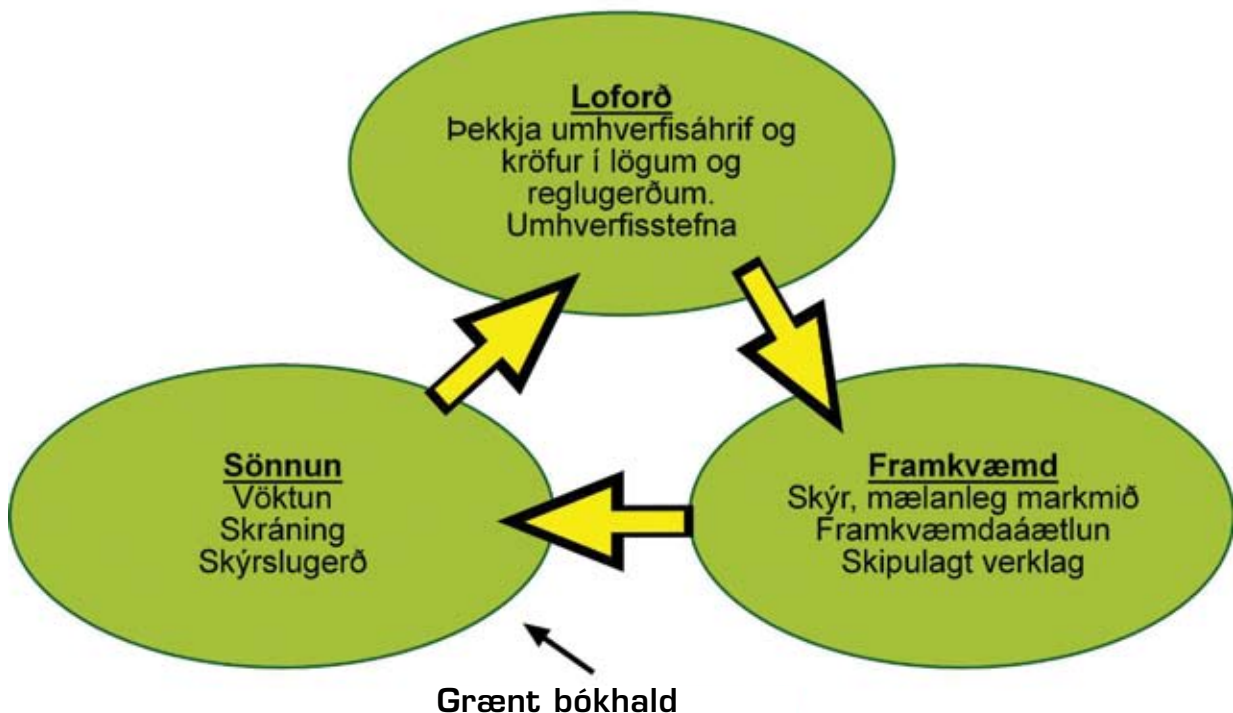 Loforð
Þekkja umhverfisáhrif og
kröfur í lögum og
reglugerðum.
Umhverfisstefna
Sönnun
Vöktun
Skráning
Skýrslugerð
Framkvæmd
Skýr, mælanleg markmið
Framkvæmdaáætlun
Skipulagt verklag
Grænt bókhald